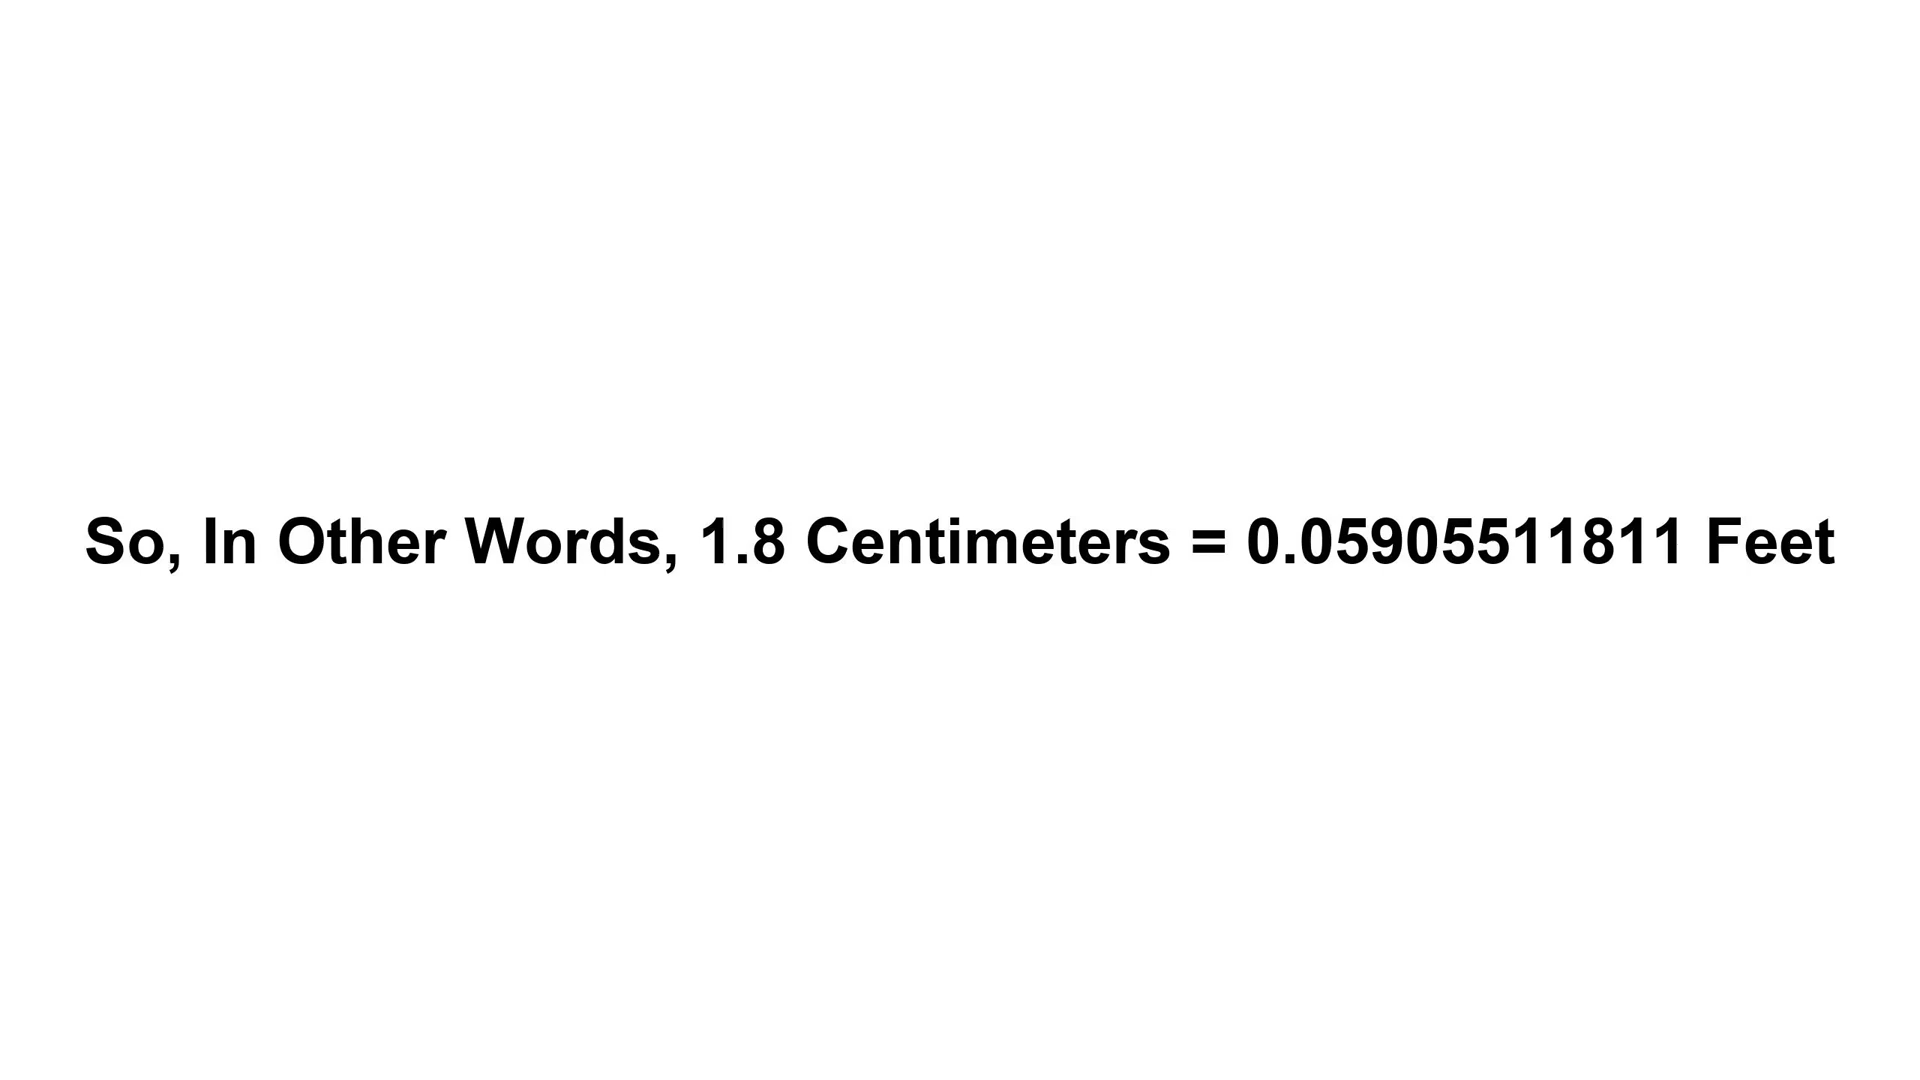 So, In Other Words, 1.8 Centimeters = 0.05905511811 Feet